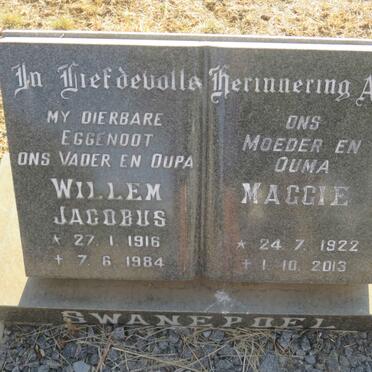 In Liefdevolle Herinnering A
MY DIERBARE
EGGENOOT
ONS VADER EN OUPA
WILLEM
JACOBUS
* 27. 1. 1916
+ 7. 6. 1984
ONS
MOEDER EN
OUMA
MAGGIE
* 24. 7. 1922
+ 1. 10. 2013
SWANEPOEL